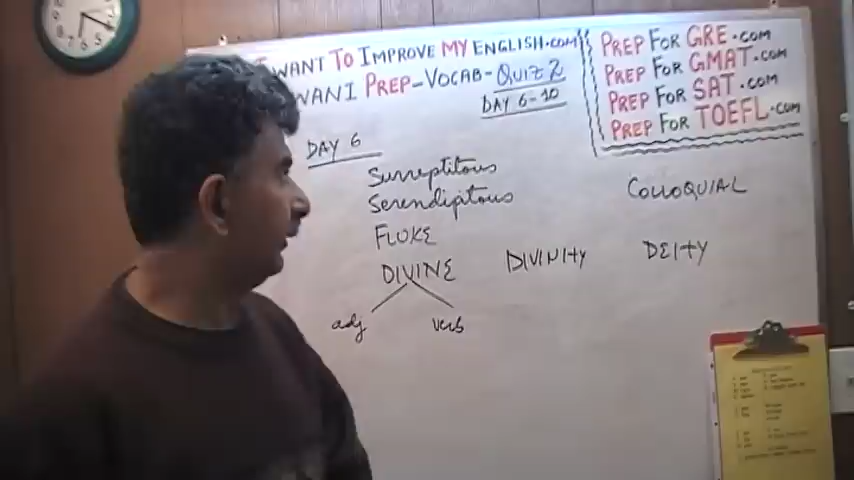 WANT TO IMPROVE MY ENGLISH.COM
WANI PREP-VOCAB-QUIZ 2
DAY 6-10
PREP FOR GRE.COM
PREP FOR GMAT.COM
PREP FOR SAT.COM
PREP FOR TOEFL.COM
DAY 6
Surreptitous
Serendipitous
COLLOQUIAL
FLUKE
DIVINE DIVINITY DEITY
adj verb